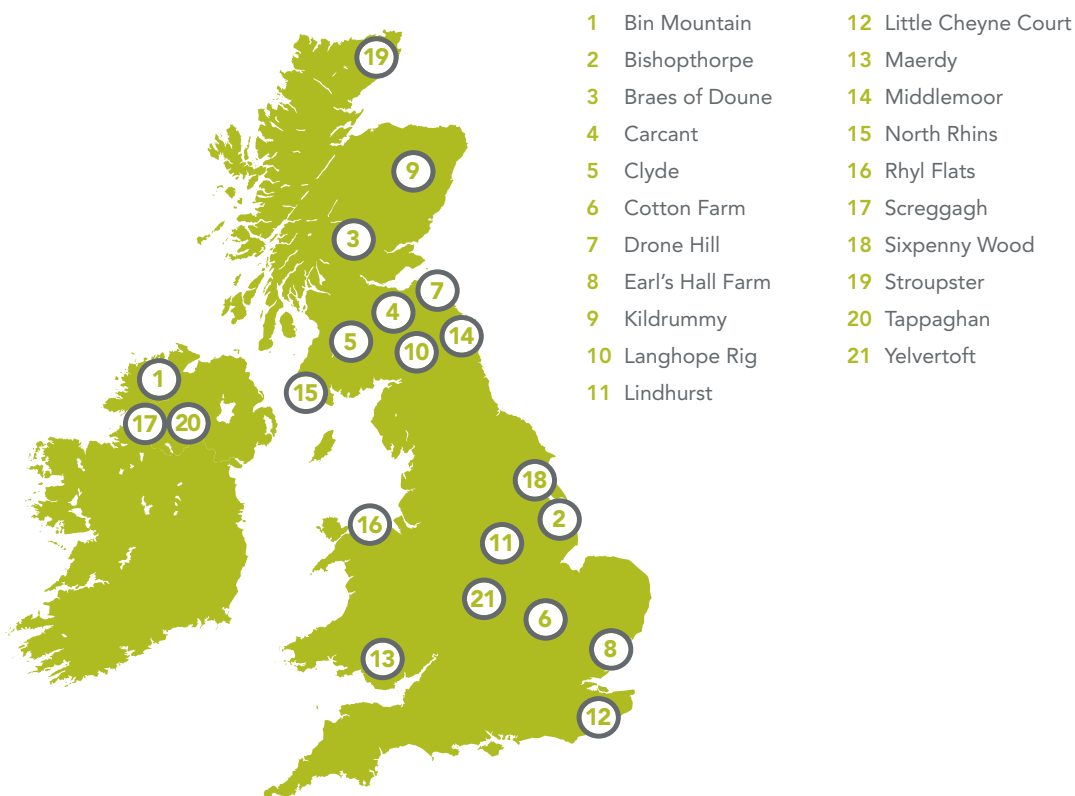 1 Bin Mountain
2 Bishopthorpe
3 Braes of Doune
4 Carcant
5 Clyde
6 Cotton Farm
7 Drone Hill
8 Earl’s Hall Farm
9 Kildrummy
10 Langhope Rig
11 Lindhurst
12 Little Cheyne Court
13 Maerdy
14 Middlemoor
15 North Rhins
16 Rhyl Flats
17 Screggagh
18 Sixpenny Wood
19 Stroupster
20 Tappaghan
21 Yelvertoft
19
9
3
7
4
14
5
10
1
15
17
20
18
2
16
11
21
6
8
13
12